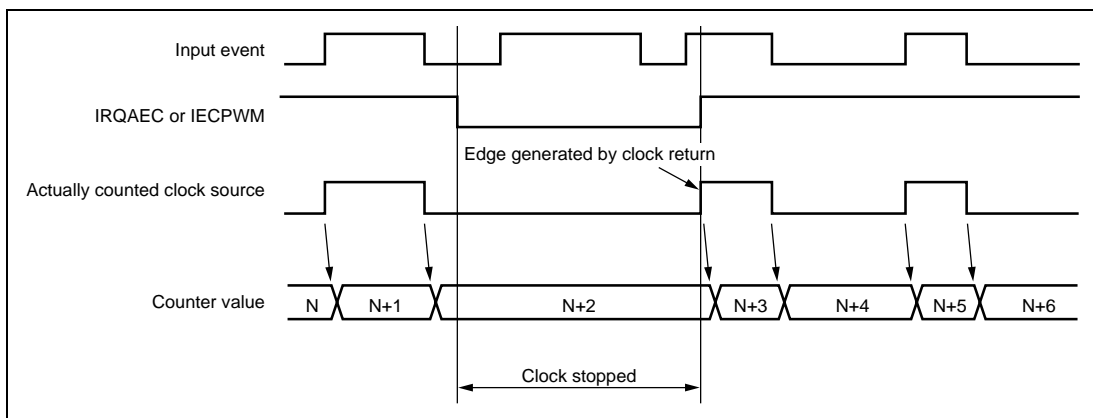 Input event
IRQAEC or IECPWM
Edge generated by clock return
Actually counted clock source
Counter value
N
N+1
N+2
N+3
N+4
N+5
N+6
Clock stopped